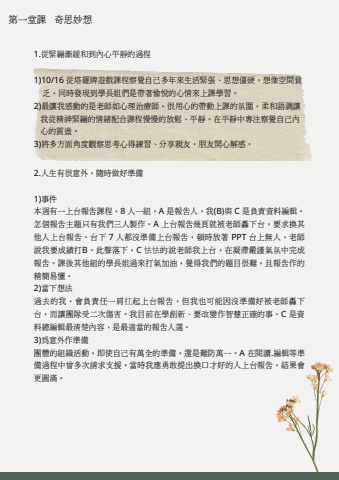 第一堂課 奇思妙想
1.從緊繃漸緩和到內心平靜的過程
1)10/16 從塔羅牌遊戲課程察覺自己多年來生活緊張、思想僵硬，想像空間貧
乏，同時發現到學長姐們是帶著愉悅的心情來上課學習。
2)最讓我感動的是老師如心理治療師，很用心的帶動上課的氛圍，柔和語調讓
我從精神緊繃的情緒配合課程慢慢的放鬆、平靜。在平靜中專注察覺自己內
心的震盪。
3)將多方面角度觀察思考心得練習、分享親友，朋友開心解惑。
2.人生有很意外，隨時做好準備
1)事件
本週有一上台報告課程，8 人一組，A 是報告人，我(B)與 C 是負責資料編輯。
怎個報告主題只有我們三人製作。A 上台報告幾頁就被老師轟下台，要求換其
他人上台報告。台下 7 人都沒準備上台報告，頓時放著 PPT 台上無人，老師
說我要成績打B。此聲落下，C 怯怯的說老師我上台，在凝滯嚴謹氣氛中完成
報告。課後其他組的學長姐過來打氣加油，覺得我們的題目很難，且報告作的
精簡易懂。
2)當下想法
過去的我，會負責任一肩扛起上台報告，但我也可能因沒準備好被老師轟下
台，而讓團隊受二次傷害。我目前在學創新、要改變作智慧正確的事。C 是資
料總編輯最清楚內容，是最適當的報告人選。
3)爲意外作準備
團體的組織活動，即使自己有萬全的準備，還是難防萬一。A 在閱讀.編輯等準
備過程中曾多次請求支援，當時我應勇敢提出換口才好的人上台報告，結果會
更圓滿。